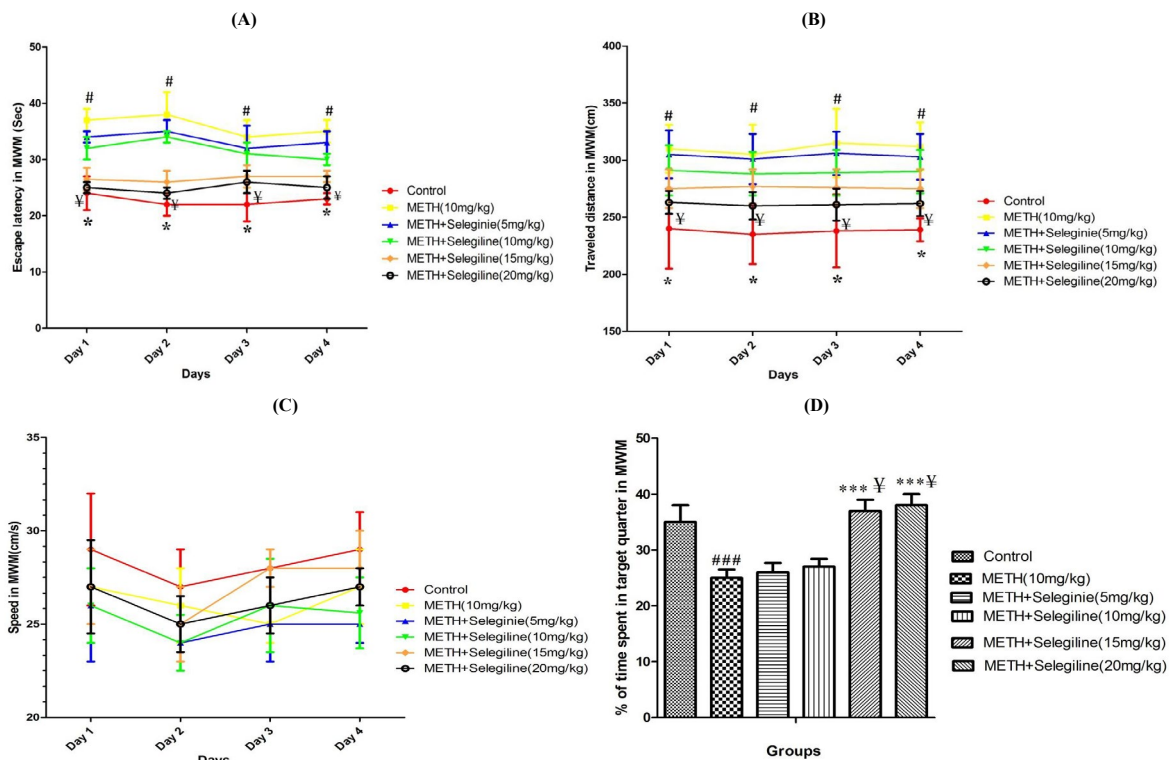 (A)
Escape latency in MWM (Sec)
50
40
30
20
10
0
# # # #
¥ ¥ ¥ ¥
* * * *
Day 1 Day 2 Day 3 Day 4
Days
Control
METH(10mg/kg)
METH+Seleginie(5mg/kg)
METH+Selegiline(10mg/kg)
METH+Selegiline(15mg/kg)
METH+Selegiline(20mg/kg)
(B)
Traveled distance in MWM(cm)
400
350
300
250
200
150
# # # #
¥ ¥ ¥ ¥
* * * *
Day 1 Day 2 Day 3 Day 4
Days
Control
METH(10mg/kg)
METH+Seleginie(5mg/kg)
METH+Selegiline(10mg/kg)
METH+Selegiline(15mg/kg)
METH+Selegiline(20mg/kg)
(C)
Speed in MWM(cm/s)
35
30
25
20
Day 1 Day 2 Day 3 Day 4
Days
Control
METH(10mg/kg)
METH+Seleginie(5mg/kg)
METH+Selegiline(10mg/kg)
METH+Selegiline(15mg/kg)
METH+Selegiline(20mg/kg)
(D)
% of time spent in target quarter in MWM
50
40
30
20
10
0
###
*** ¥ ***¥
Groups
Control
METH(10mg/kg)
METH+Seleginie(5mg/kg)
METH+Selegiline(10mg/kg)
METH+Selegiline(15mg/kg)
METH+Selegiline(20mg/kg)